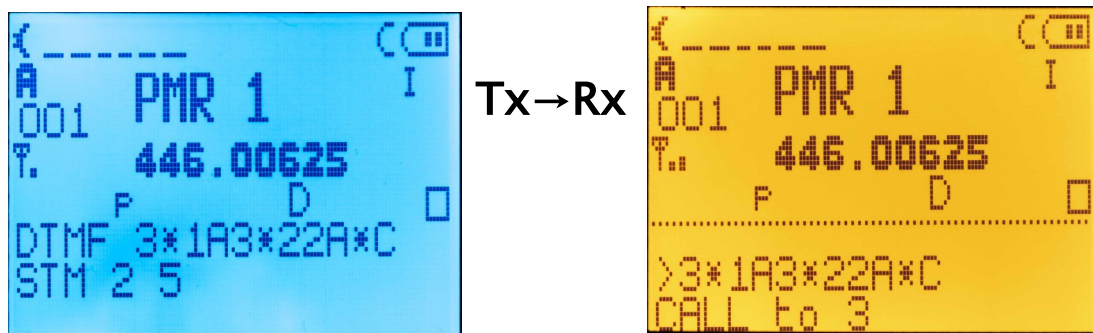 A
001
PMR 1
I
446.00625
P D
DTMF 3*1A3*22A*C
STM 2 5
Tx→Rx
A
001
PMR 1
I
446.00625
P D
>3*1A3*22A*C
CALL to 3